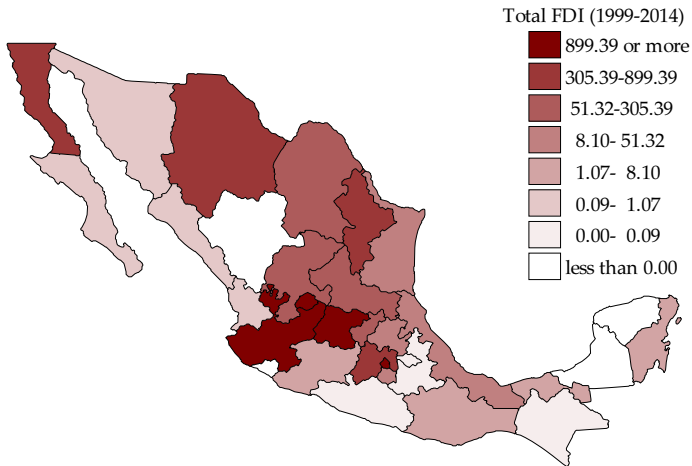 Total FDI (1999-2014)
899.39 or more
305.39-899.39
51.32-305.39
8.10- 51.32
1.07- 8.10
0.09- 1.07
0.00- 0.09
less than 0.00